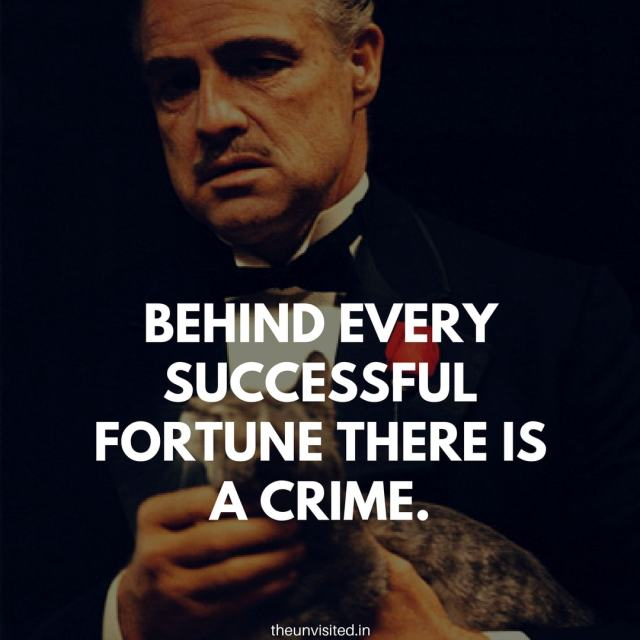 BEHIND EVERY
SUCCESSFUL
FORTUNE THERE IS
A CRIME.
theunvisited.in